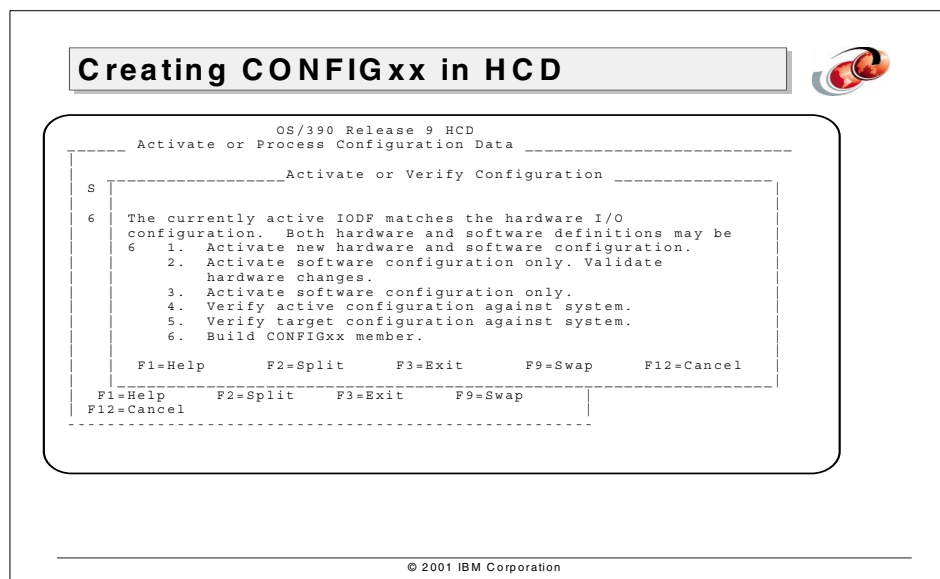 Creating CONFIGxx in HCD
OS/390 Release 9 HCD
______ Activate or Process Configuration Data ___________________________
__________________Activate or Verify Configuration ________________
S
6 The currently active IODF matches the hardware I/O
configuration. Both hardware and software definitions may be
6 1. Activate new hardware and software configuration.
2. Activate software configuration only. Validate
hardware changes.
3. Activate software configuration only.
4. Verify active configuration against system.
5. Verify target configuration against system.
6. Build CONFIGxx member.
F1=Help F2=Split F3=Exit F9=Swap F12=Cancel
F1=Help F2=Split F3=Exit F9=Swap
F12=Cancel
© 2001 IBM Corporation